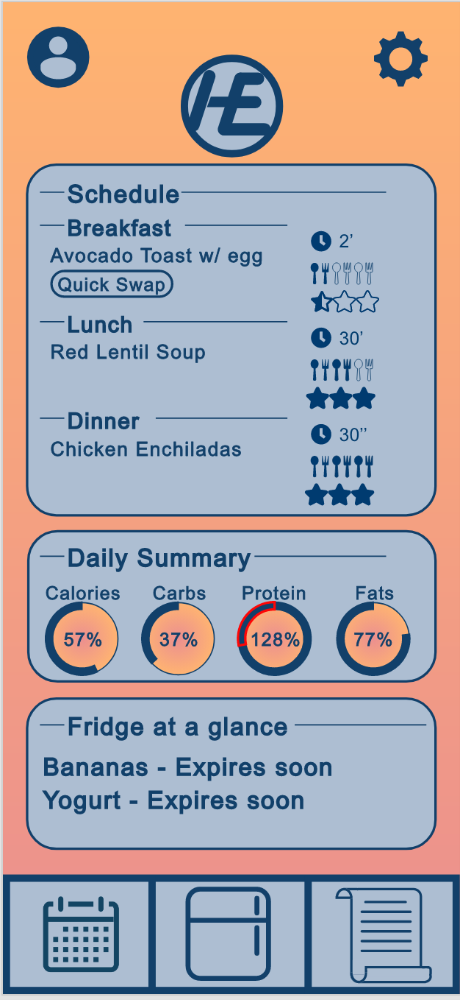 HE
Schedule
Breakfast
2’
Avocado Toast w/ egg
Quick Swap
Lunch
30’
Red Lentil Soup
Dinner
30’’
Chicken Enchiladas
Daily Summary
Calories Carbs Protein Fats
57% 37% 128% 77%
Fridge at a glance
Bananas - Expires soon
Yogurt - Expires soon